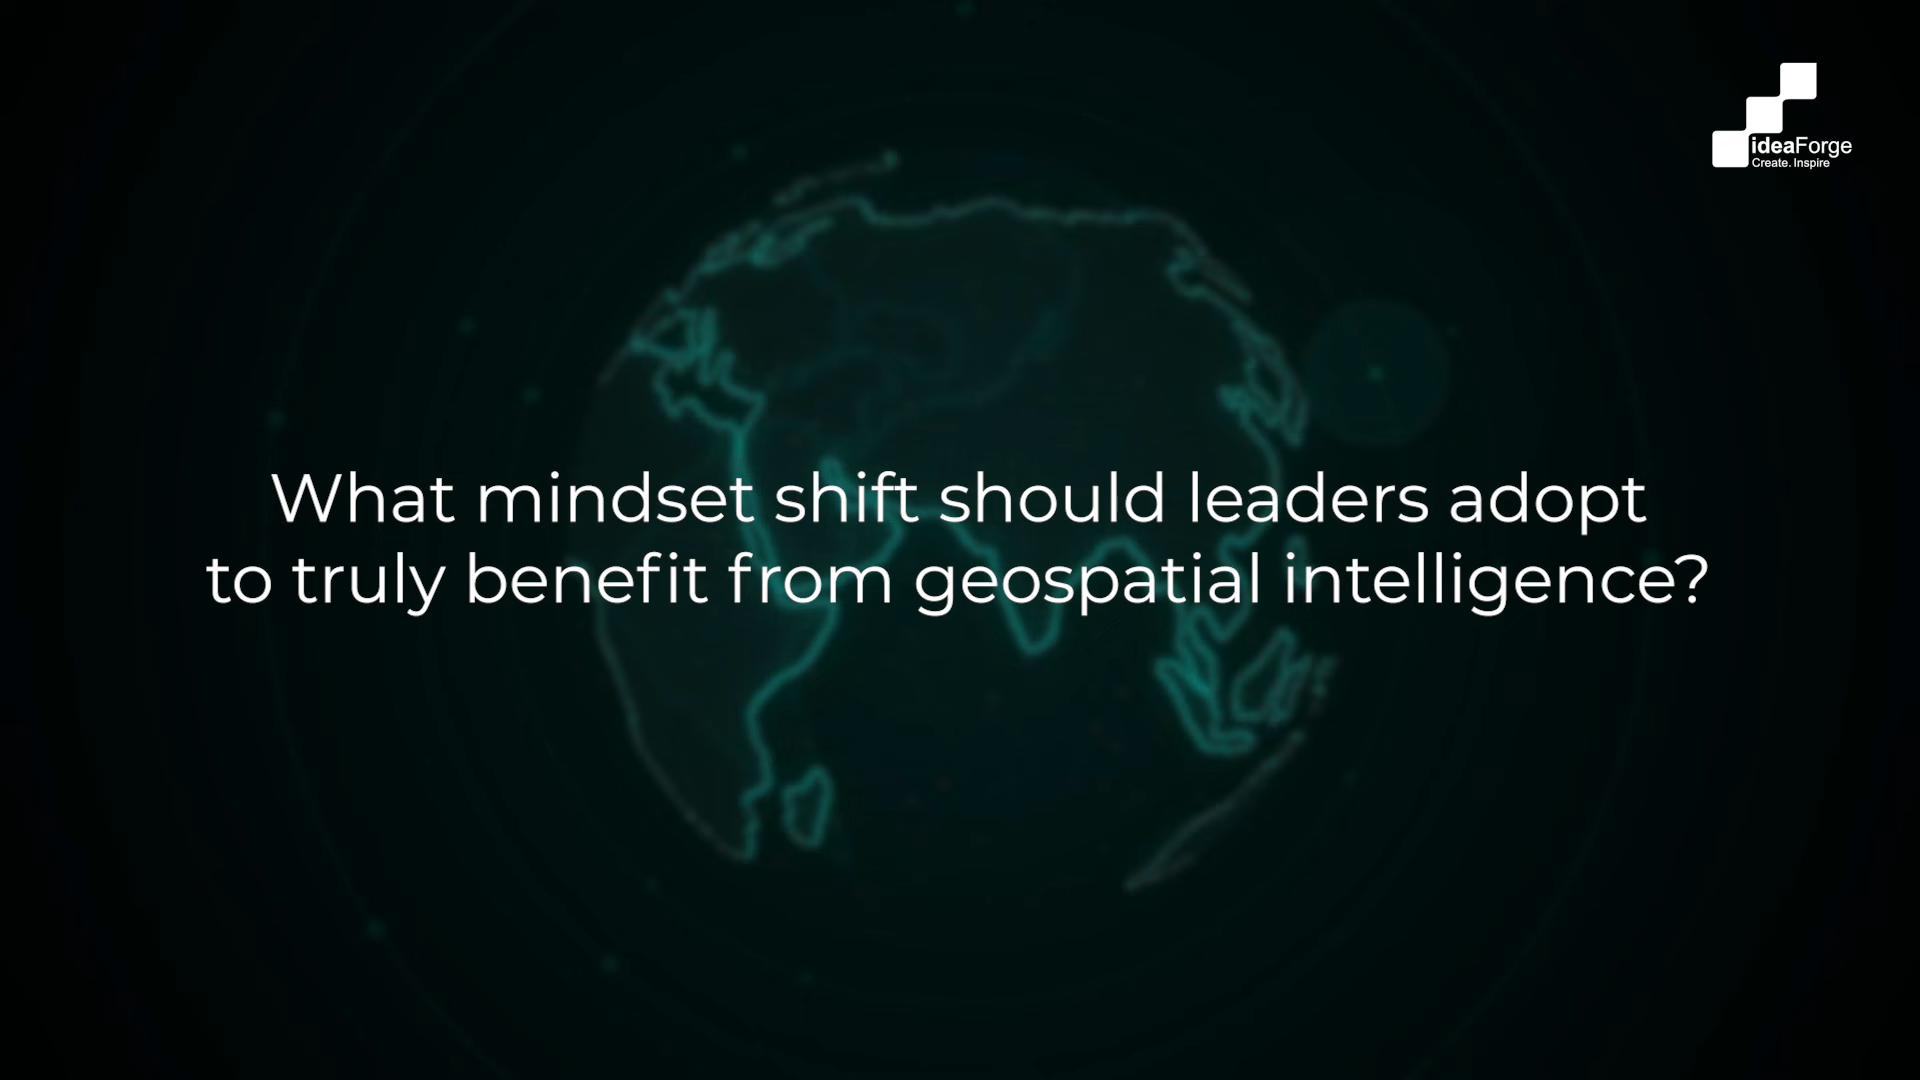 ideaForge
Create. Inspire
What mindset shift should leaders adopt
to truly benefit from geospatial intelligence?